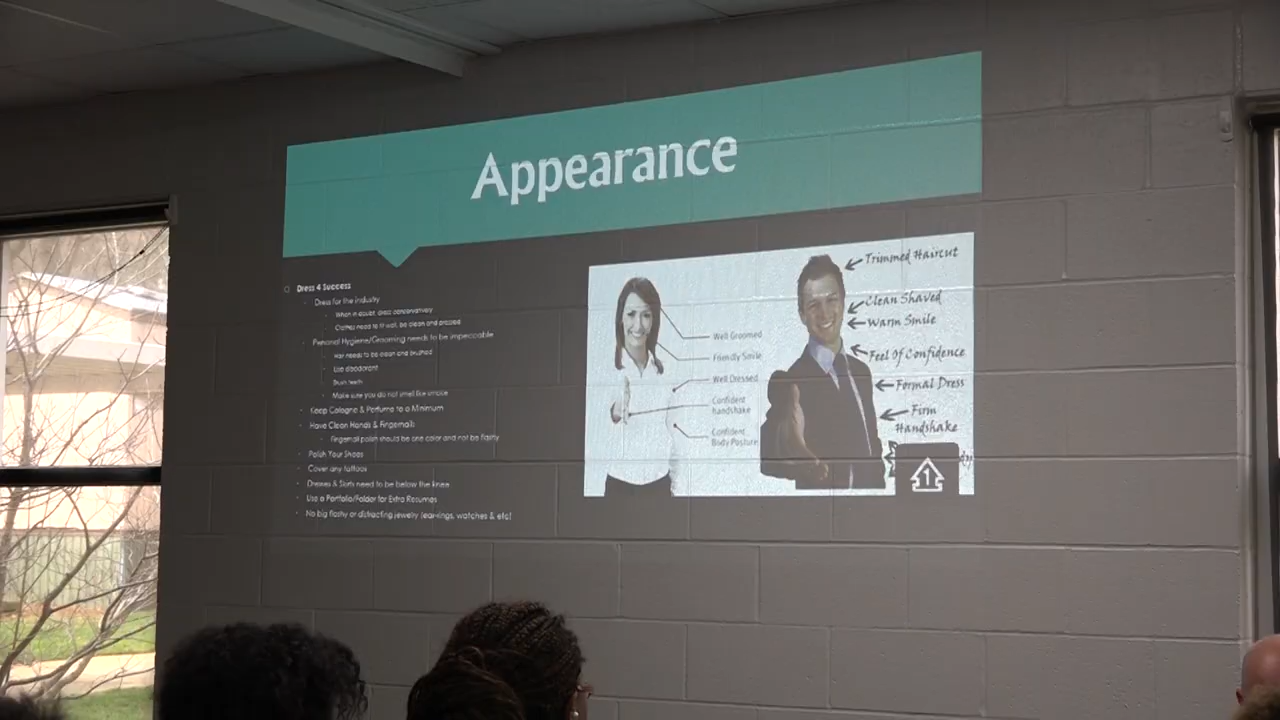 Appearance
Dress 4 Success
Dress for the Industry
When in doubt, dress conservatively
Clothes need to fit well, be clean and pressed
Personal Hygiene/Grooming needs to be impeccable
Hair needs to be clean and brushed
Use deodorant
Brush teeth
Make sure you do not smell like smoke
Keep Cologne & Perfume to a Minimum
Have Clean Hands & Fingernails
Fingernail polish should be one color and not be flashy
Polish Your Shoes
Cover any tattoos
Dresses & Skirts need to be below the knee
Use a Portfolio/Folder for Extra Resumes
No big flashy or distracting jewelry (earrings, watches & etc)
Well Groomed
Friendly Smile
Well Dressed
Confident
handshake
Confident
Body Posture
Trimmed Haircut
Clean Shaved
Warm Smile
Feel Of Confidence
Formal Dress
Firm
Handshake
1